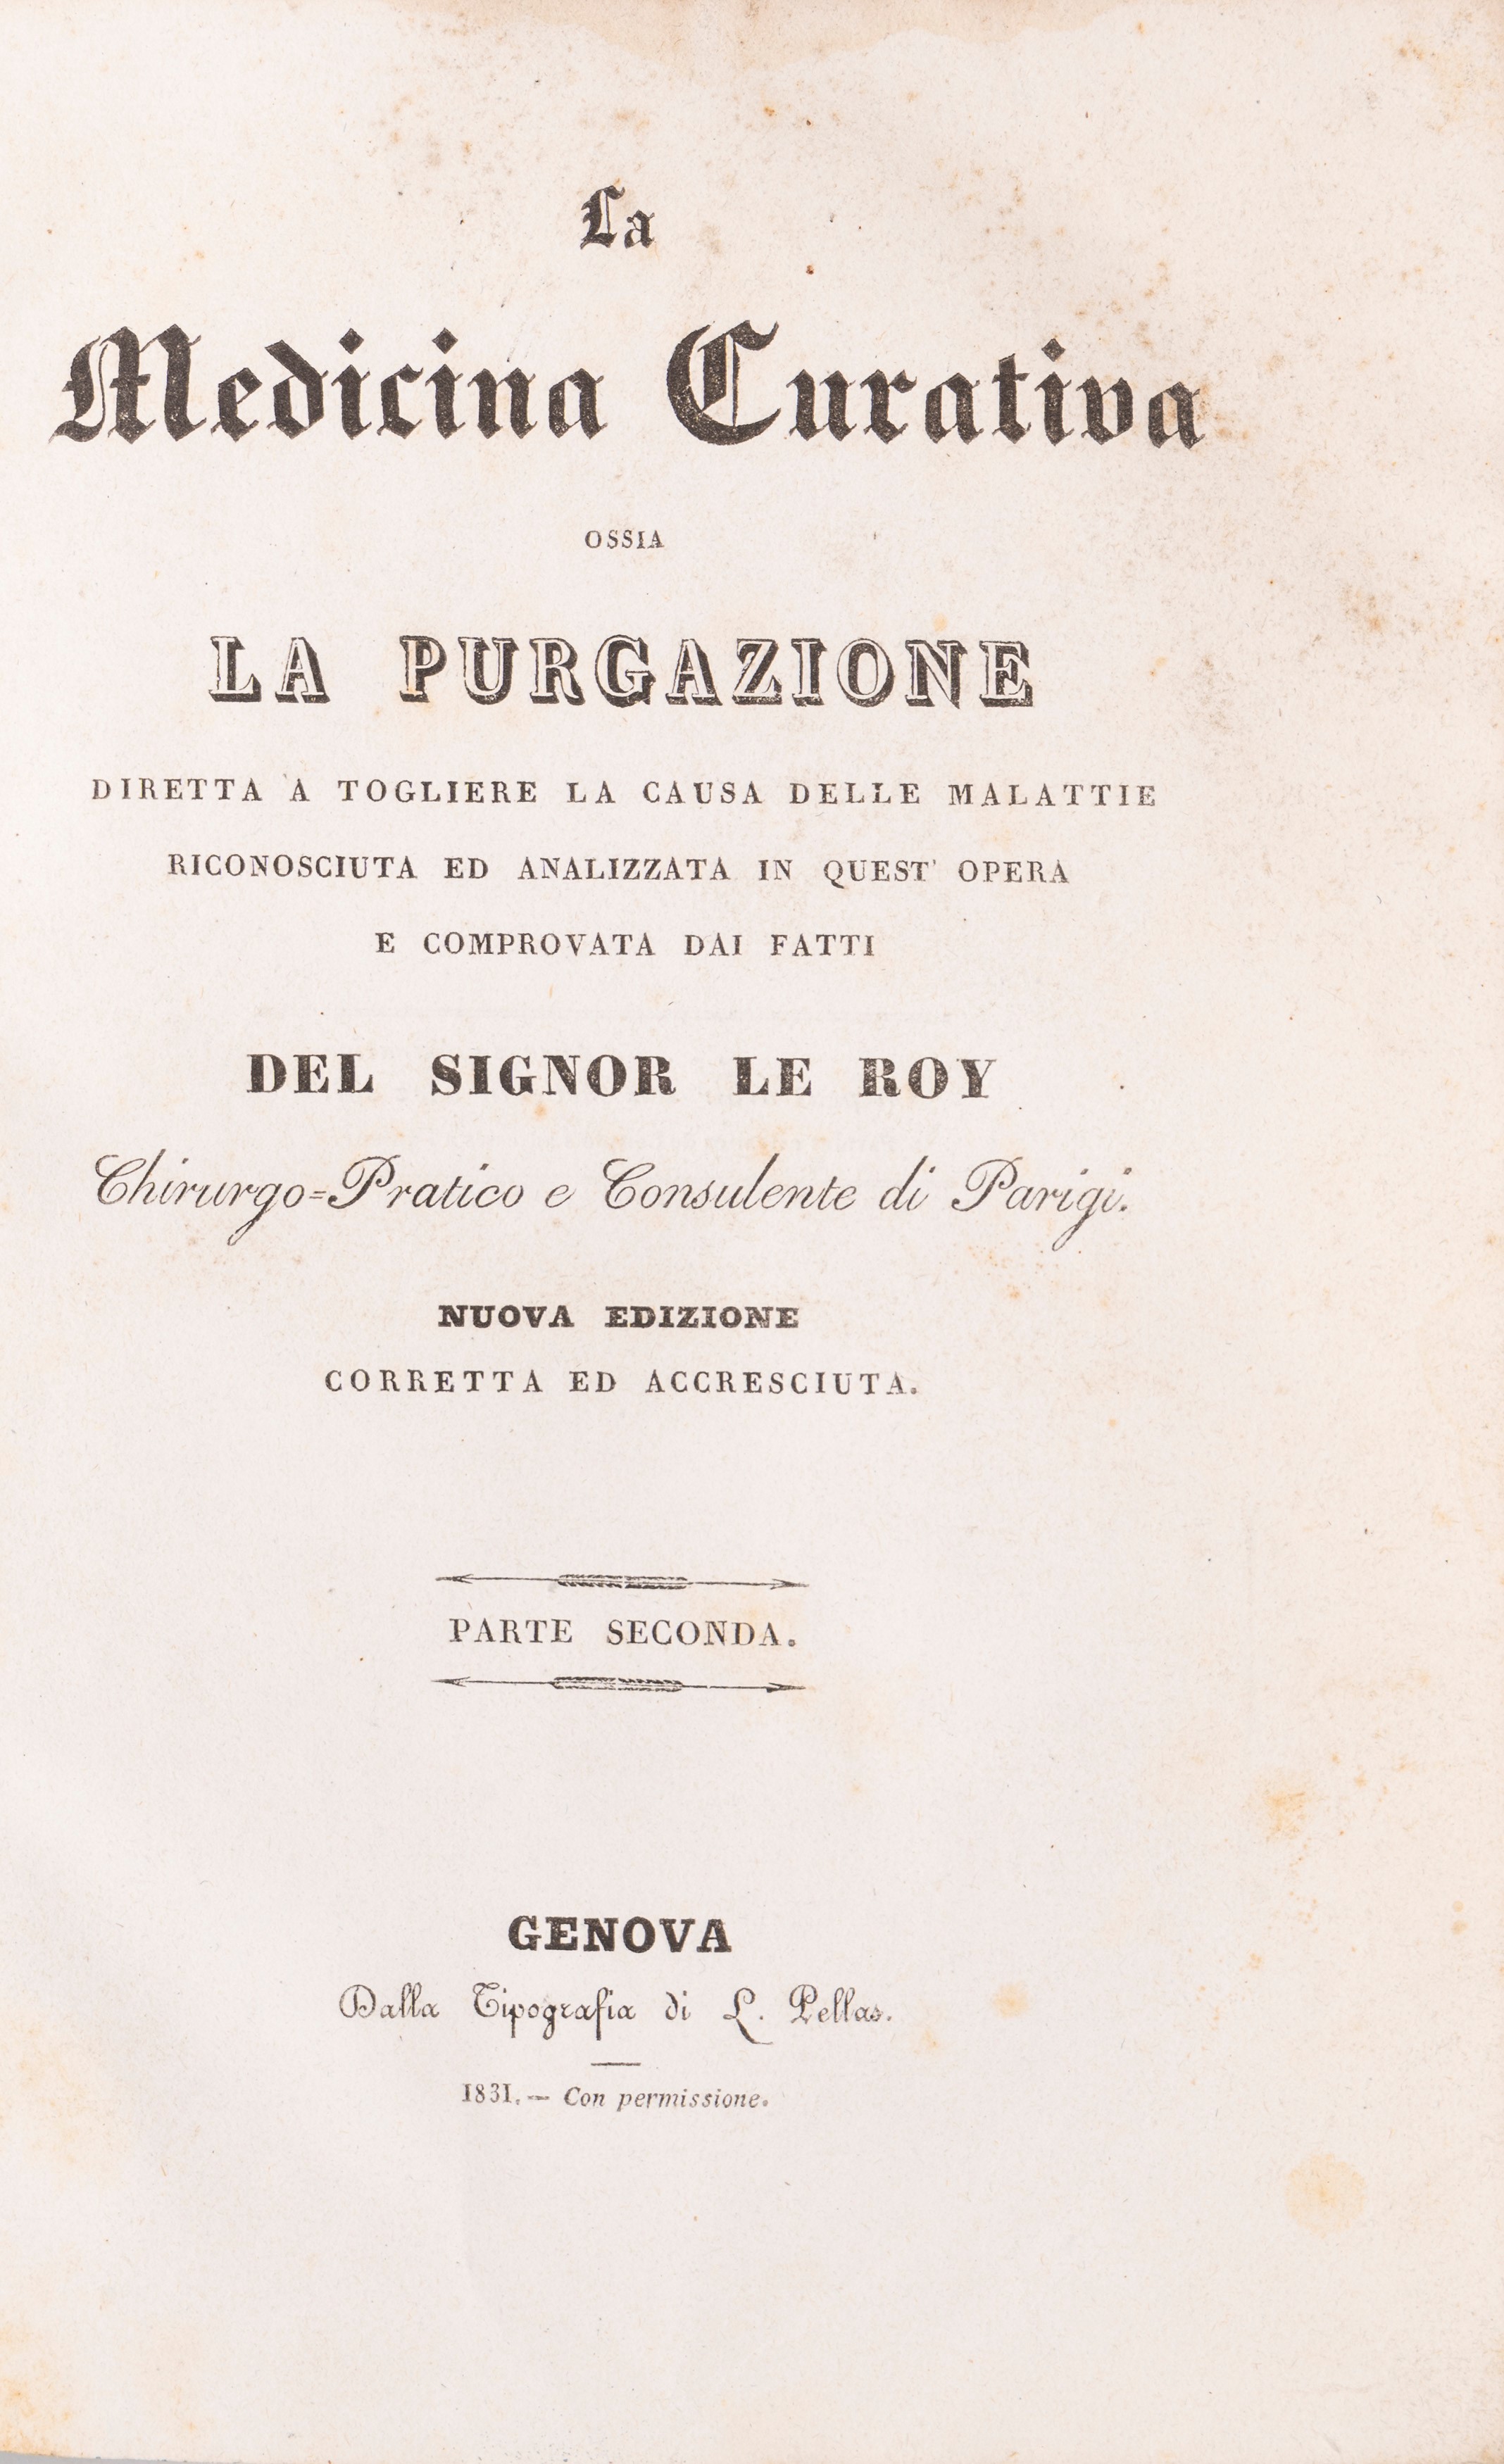 La
Medicina Curativa
OSSIA
LA PURGAZIONE
DIRETTA A TOGLIERE LA CAUSA DELLE MALATTIE
RICONOSCIUTA ED ANALIZZATA IN QUEST' OPERA
E COMPROVATA DAI FATTI
DEL SIGNOR LE ROY
Chirurgo=Pratico e Consulente di Parigi.
NUOVA EDIZIONE
CORRETTA ED ACCRESCIUTA.
PARTE SECONDA.
GENOVA
Dalla Tipografia di L. Pellas.
1831.— Con permissione.